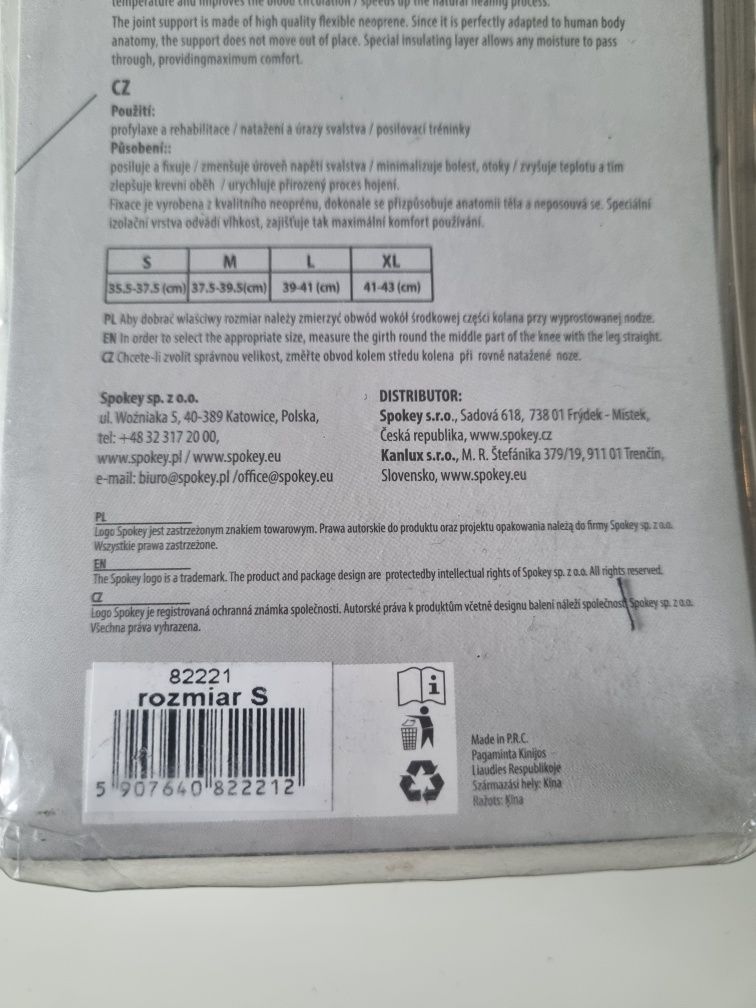 temperature and improves the blood circulation / speeds up the natural healing process.
The joint support is made of high quality flexible neoprene. Since it is perfectly adapted to human body
anatomy, the support does not move out of place. Special insulating layer allows any moisture to pass
through, providingmaximum comfort.
CZ
Použití:
profylaxe a rehabilitace / natažení a úrazy svalstva / posilovací tréninky
Působení::
posiluje a fixuje / zmenšuje úroveň napětí svalstva / minimalizuje bolest, otoky / zvyšuje teplotu a tím
zlepšuje krevní oběh / urychluje přirozený proces hojení.
Fixace je vyrobena z kvalitního neoprénu, dokonale se přizpůsobuje anatomii těla a neposouvá se. Speciální
izolační vrstva odvádí vlhkost, zajišťuje tak maximální komfort používání.
S M L XL
35.5-37.5 (cm) 37.5-39.5(cm) 39-41 (cm) 41-43 (cm)
PL Aby dobrać właściwy rozmiar należy zmierzyć obwód wokół środkowej części kolana przy wyprostowanej nodze.
EN In order to select the appropriate size, measure the girth round the middle part of the knee with the leg straight.
CZ Chcete-li zvolit správnou velikost, změřte obvod kolem středu kolena při rovně natažené noze.
Spokey sp. z o.o.
ul. Woźniaka 5, 40-389 Katowice, Polska,
tel: +48 32 317 20 00,
www.spokey.pl / www.spokey.eu
e-mail: biuro@spokey.pl /office@spokey.eu
DISTRIBUTOR:
Spokey s.r.o., Sadová 618, 738 01 Frýdek - Místek,
Česká republika, www.spokey.cz
Kanlux s.r.o., M. R. Štefánika 379/19, 911 01 Trenčín,
Slovensko, www.spokey.eu
PL
Logo Spokey jest zastrzeżonym znakiem towarowym. Prawa autorskie do produktu oraz projektu opakowania należą do firmy Spokey sp. z o.o.
Wszystkie prawa zastrzeżone.
EN
The Spokey logo is a trademark. The product and package design are protectedby intellectual rights of Spokey sp. z o.o. All rights reserved.
CZ
Logo Spokey je registrovaná ochranná známka společnosti. Autorské práva k produktům včetně designu balení náleží společnosti Spokey sp. z o.o.
Všechna práva vyhrazena.
82221
rozmiar S
5 907640 822212
Made in P.R.C.
Pagaminta Kinijos
Liaudies Respublikoje
Származási hely: Kína
Ražots: Ķīna